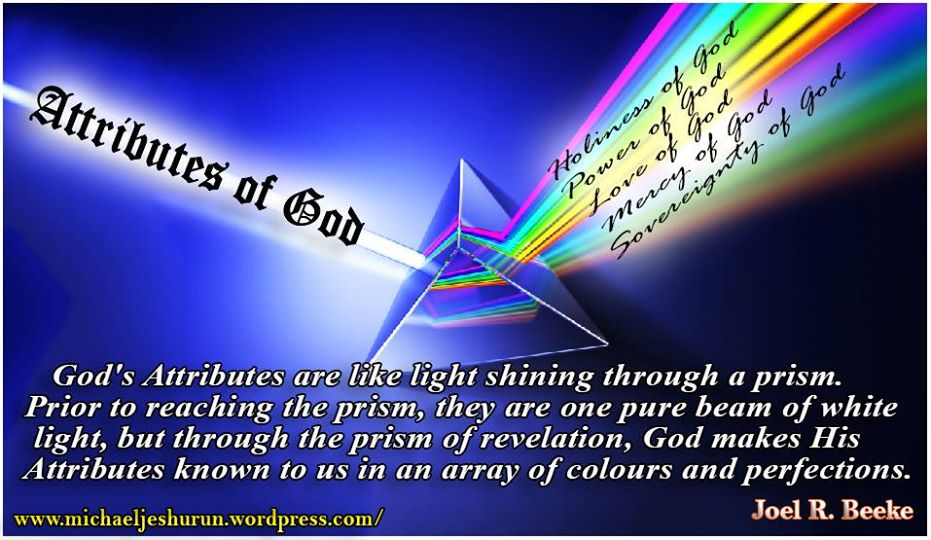 Attributes of God
Holiness of God
Power of God
Love of God
Mercy of God
Sovereignty of God
God's Attributes are like light shining through a prism.
Prior to reaching the prism, they are one pure beam of white
light, but through the prism of revelation, God makes His
Attributes known to us in an array of colours and perfections.
Joel R. Beeke
www.michaeljeshurun.wordpress.com/